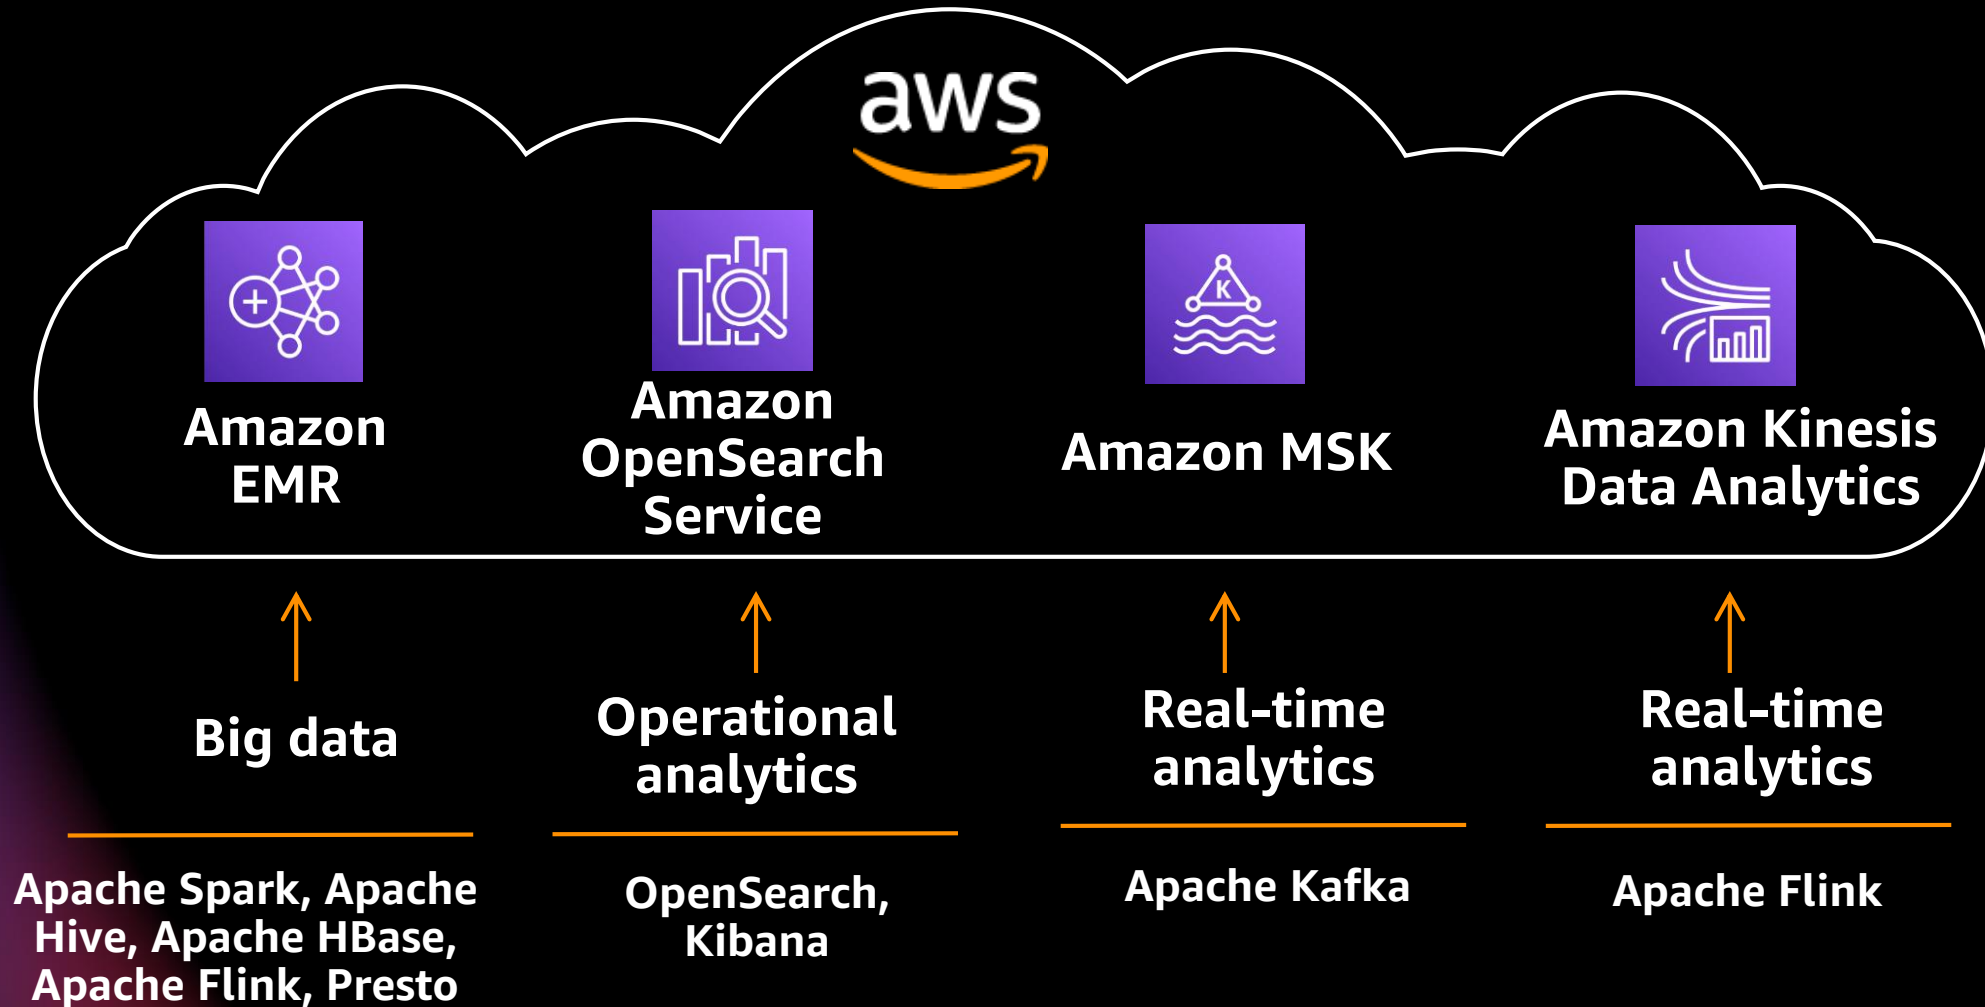 aws
K
Amazon
EMR
Amazon
OpenSearch
Service
Amazon MSK
Amazon Kinesis
Data Analytics
Big data
Operational
analytics
Real-time
analytics
Real-time
analytics
Apache Spark, Apache
Hive, Apache HBase,
Apache Flink, Presto
OpenSearch,
Kibana
Apache Kafka
Apache Flink